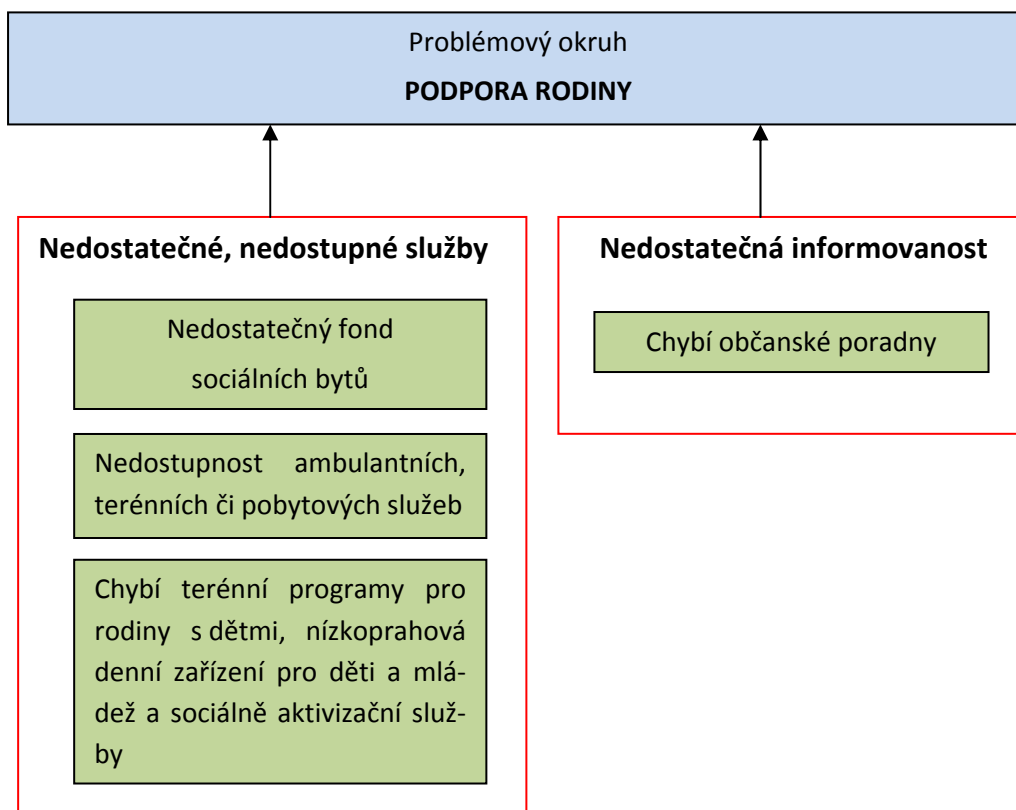 Problémový okruh
PODPORA RODINY
Nedostatečné, nedostupné služby
Nedostatečný fond
sociálních bytů
Nedostupnost ambulantních,
terénních či pobytových služeb
Chybí terénní programy pro
rodiny s dětmi, nízkoprahová
denní zařízení pro děti a mlá-
dež a sociálně aktivizační služ-
by
Nedostatečná informovanost
Chybí občanské poradny